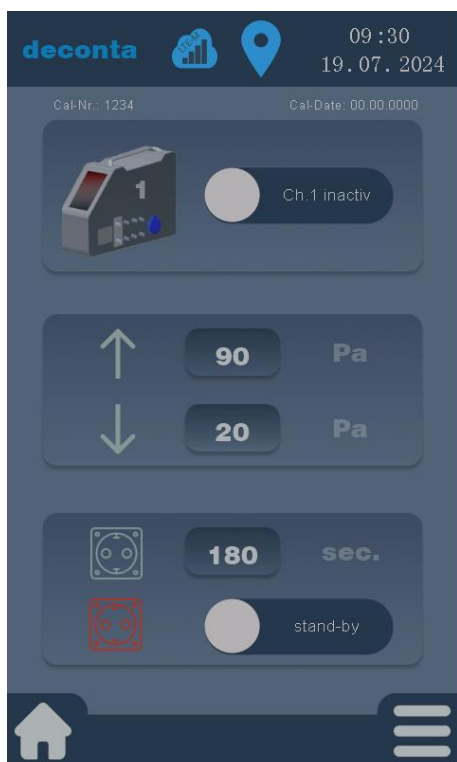 deconta
LTE-M
09:30
19.07.2024
Cal-Nr.: 1234
Cal-Date: 00.00.0000
1
Ch.1 inactiv
90 Pa
20 Pa
180 sec.
stand-by